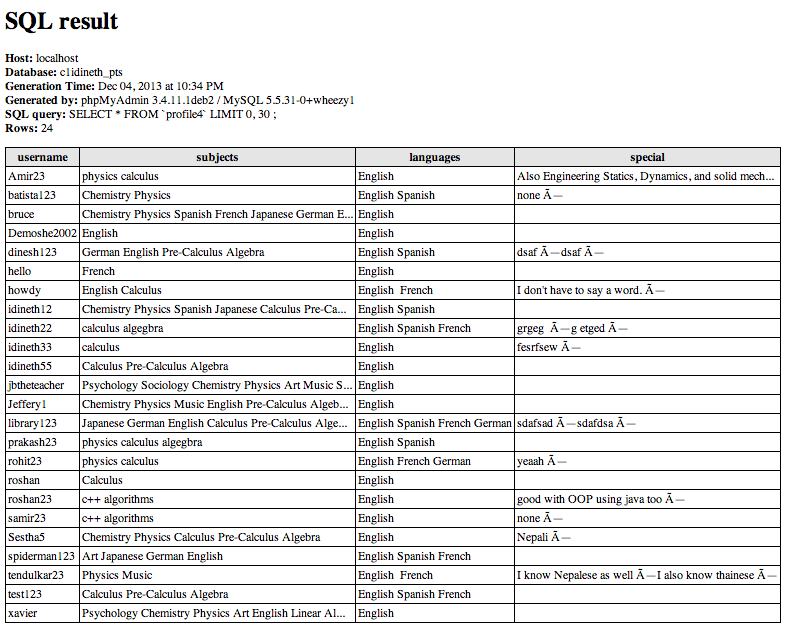 SQL result
Host: localhost
Database: c1idineth_pts
Generation Time: Dec 04, 2013 at 10:34 PM
Generated by: phpMyAdmin 3.4.11.1deb2 / MySQL 5.5.31-0+wheezy1
SQL query: SELECT * FROM `profile4` LIMIT 0, 30 ;
Rows: 24
username subjects languages special
Amir23 physics calculus English Also Engineering Statics, Dynamics, and solid mech...
batista123 Chemistry Physics English Spanish none Ã—
bruce Chemistry Physics Spanish French Japanese German E... English
Demoshe2002 English English
dinesh123 German English Pre-Calculus Algebra English Spanish dsaf Ã—dsaf Ã—
hello French English
howdy English Calculus English  French I don't have to say a word. Ã—
idineth12 Chemistry Physics Spanish Japanese Calculus Pre-Ca... English Spanish
idineth22 calculus algegbra English Spanish French grgeg  Ã—g etged Ã—
idineth33 calculus English fesrfsew Ã—
idineth55 Calculus Pre-Calculus Algebra English
jbtheteacher Psychology Sociology Chemistry Physics Art Music S... English
Jeffery1 Chemistry Physics Music English Pre-Calculus Algeb... English
library123 Japanese German English Calculus Pre-Calculus Alge... English Spanish French German sdafsad Ã—sdafdsa Ã—
prakash23 physics calculus algegbra English Spanish
rohit23 physics calculus English French German yeaah Ã—
roshan Calculus English
roshan23 c++ algorithms English good with OOP using java too Ã—
samir23 c++ algorithms English none Ã—
Sestha5 Chemistry Physics Calculus Pre-Calculus Algebra English Nepali Ã—
spiderman123 Art Japanese German English English Spanish French
tendulkar23 Physics Music English  French I know Nepalese as well Ã—I also know thainese Ã—
test123 Calculus Pre-Calculus Algebra English Spanish French
xavier Psychology Chemistry Physics Art English Linear Al... English